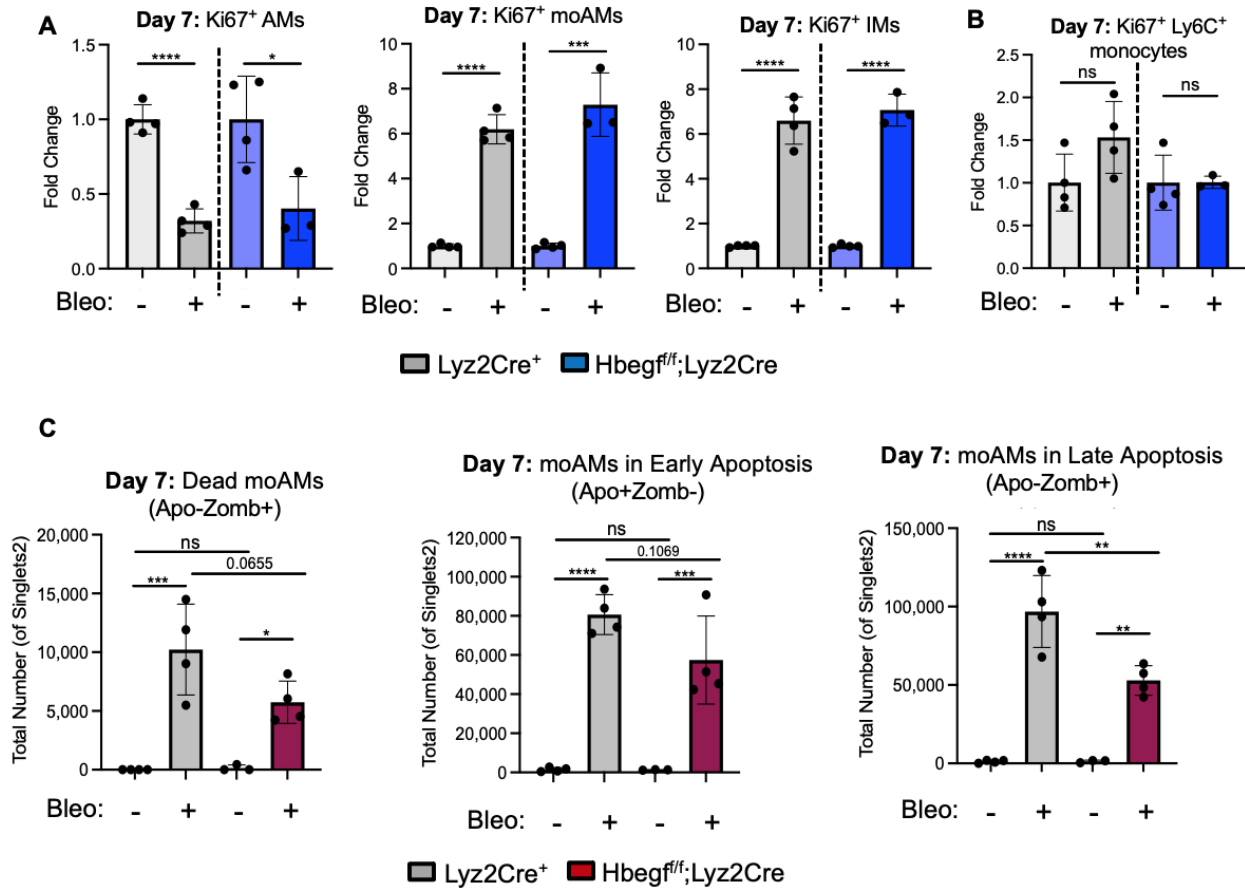 A
Day 7: Ki67+ AMs
Fold Change
1.5
1.0
0.5
0.0
****
*
Bleo: - + - +
Day 7: Ki67+ moAMs
Fold Change
10
8
6
4
2
0
****
***
- + - +
Day 7: Ki67+ IMs
Fold Change
10
8
6
4
2
0
****
****
- + - +
B
Day 7: Ki67+ Ly6C+
monocytes
Fold Change
2.5
2.0
1.5
1.0
0.5
0.0
ns
ns
- + - +
Lyz2Cre+ Hbegff/f;Lyz2Cre
C
Day 7: Dead moAMs
(Apo-Zomb+)
Total Number (of Singlets2)
20,000
15,000
10,000
5,000
0
ns
0.0655
***
*
Bleo: - + - +
Day 7: moAMs in Early Apoptosis
(Apo+Zomb-)
Total Number (of Singlets2)
120,000
100,000
80,000
60,000
40,000
20,000
0
ns
0.1069
****
***
Bleo: - + - +
Day 7: moAMs in Late Apoptosis
(Apo-Zomb+)
Total Number (of Singlets2)
150,000
100,000
50,000
0
ns
**
****
**
Bleo: - + - +
Lyz2Cre+ Hbegff/f;Lyz2Cre